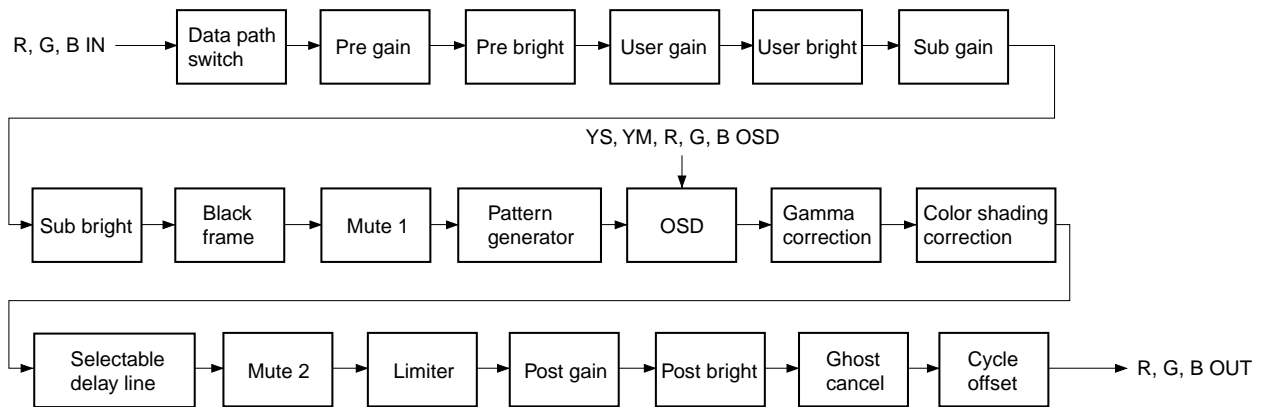 R, G, B IN
Data path
switch
Pre gain
Pre bright
User gain
User bright
Sub gain
YS, YM, R, G, B OSD
Sub bright
Black
frame
Mute 1
Pattern
generator
OSD
Gamma
correction
Color shading
correction
Selectable
delay line
Mute 2
Limiter
Post gain
Post bright
Ghost
cancel
Cycle
offset
R, G, B OUT